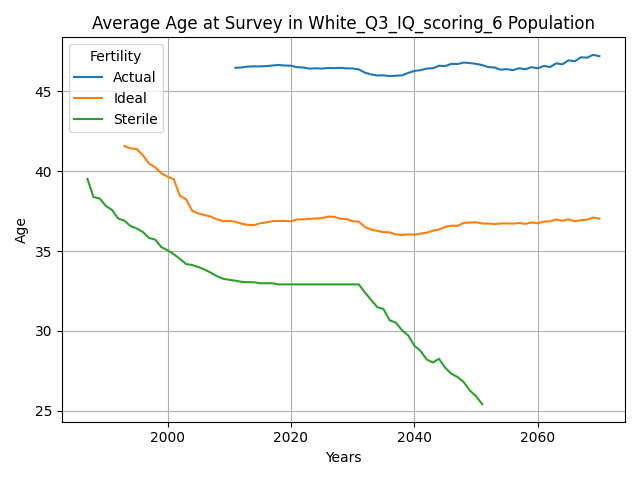 Average Age at Survey in White_Q3_IQ_scoring_6 Population
Fertility
Actual
Ideal
Sterile
45
40
35
30
25
Age
2000 2020 2040 2060
Years